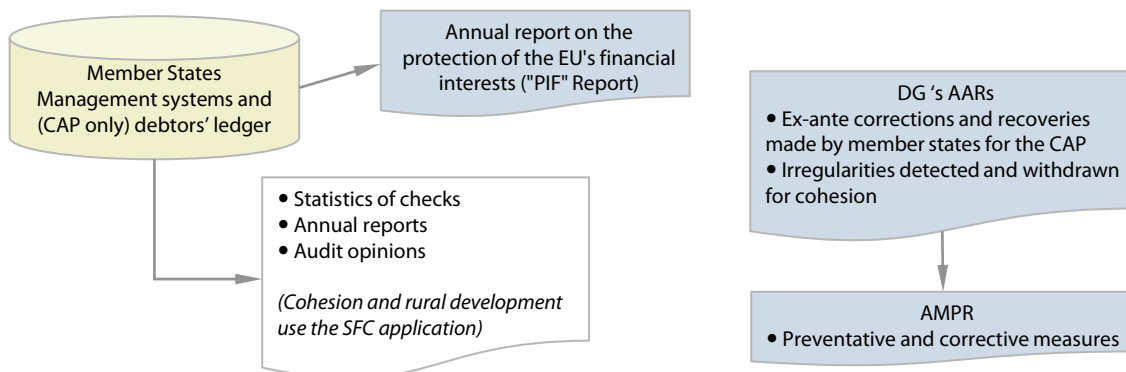 Member States
Management systems and
(CAP only) debtors’ ledger
Annual report on the
protection of the EU's financial
interests ("PIF" Report)
• Statistics of checks
• Annual reports
• Audit opinions
(Cohesion and rural development
use the SFC application)
DG ‘s AARs
• Ex-ante corrections and recoveries
made by member states for the CAP
• Irregularities detected and withdrawn
for cohesion
AMPR
• Preventative and corrective measures